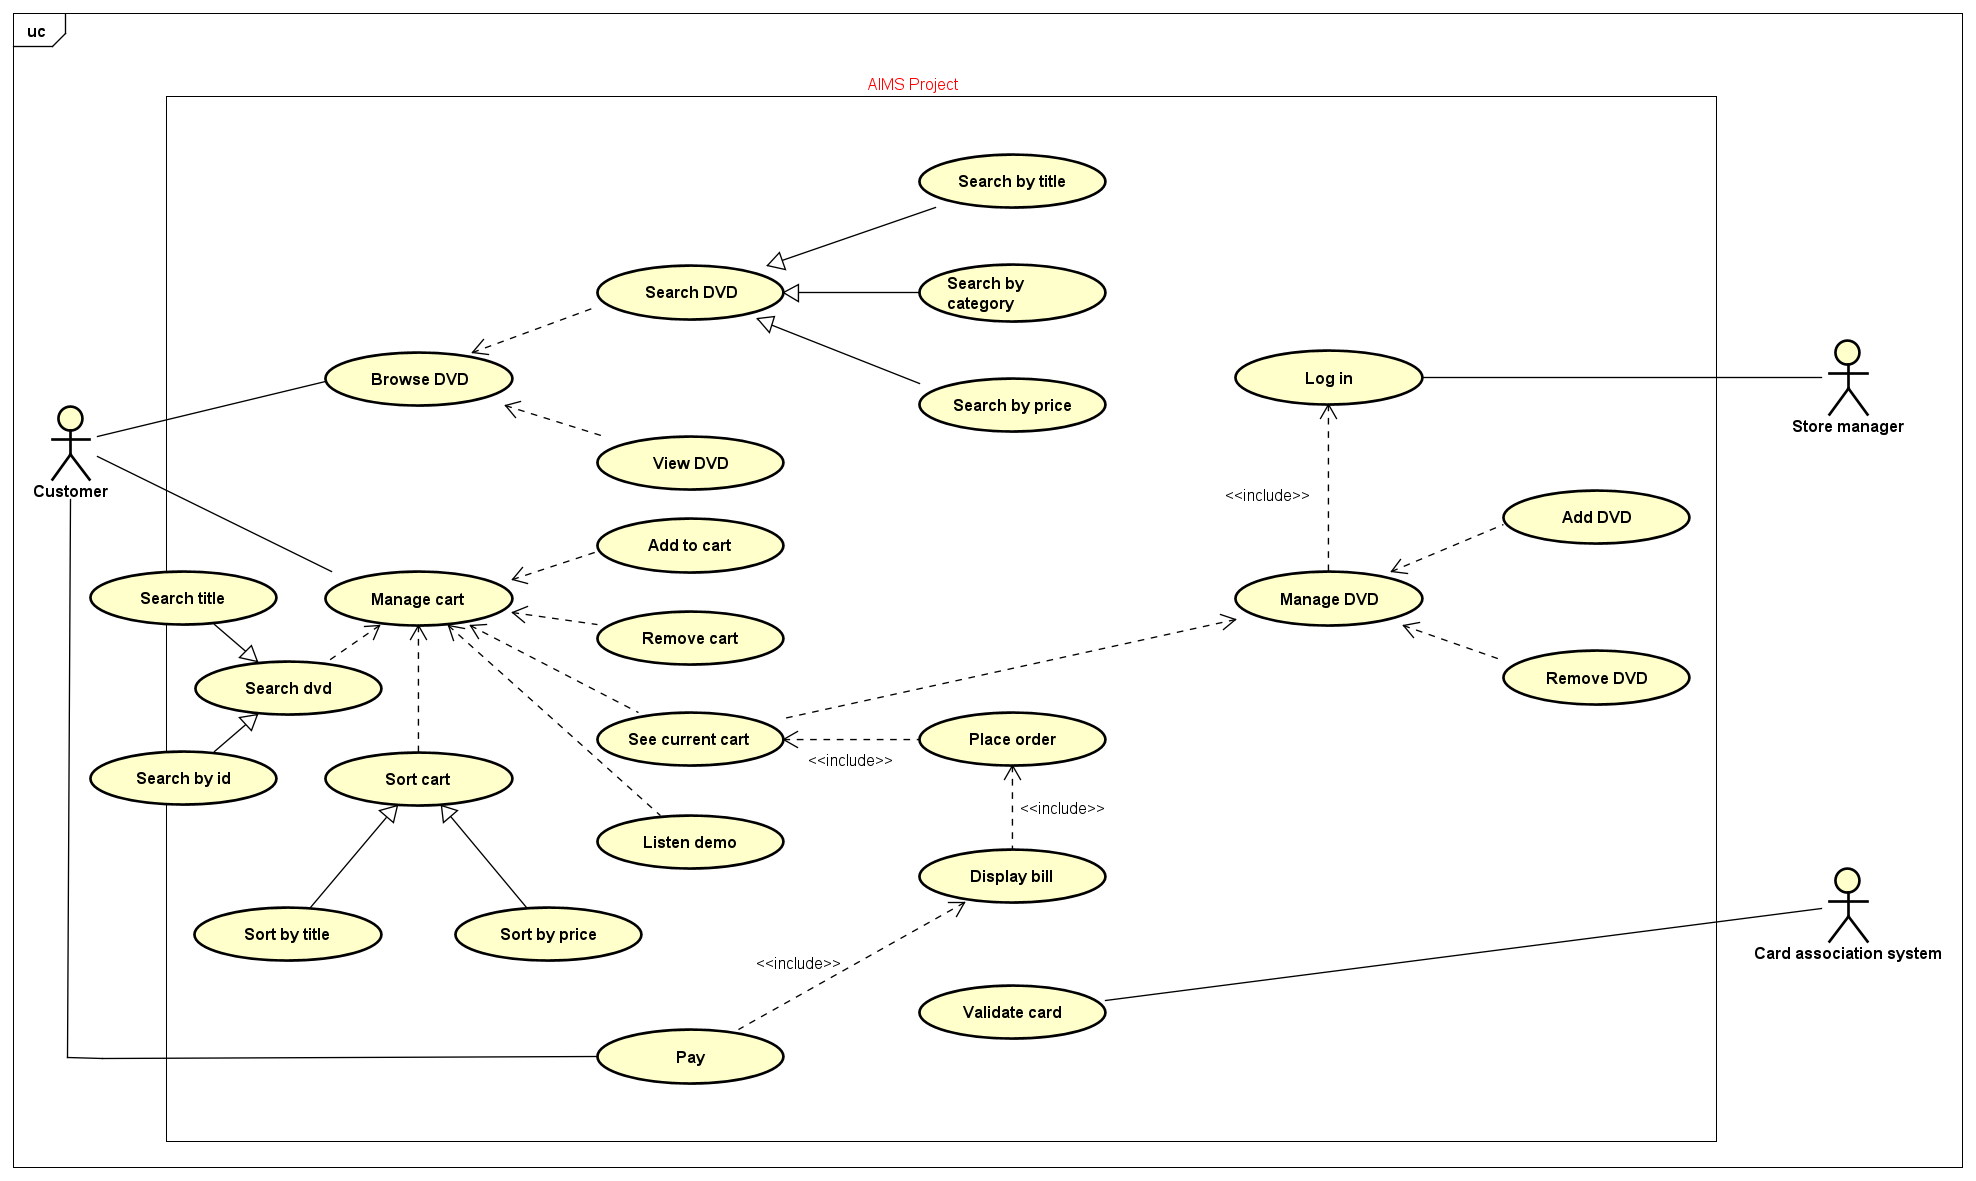 uc
AIMS Project
Search by title
Search DVD
Search by
category
Browse DVD
Log in
Search by price
Store manager
View DVD
Customer
<<include>>
Add DVD
Add to cart
Search title
Manage cart
Manage DVD
Remove cart
Remove DVD
Search dvd
See current cart
Place order
<<include>>
Search by id
Sort cart
<<include>>
Listen demo
Display bill
Sort by title
Sort by price
Card association system
<<include>>
Validate card
Pay